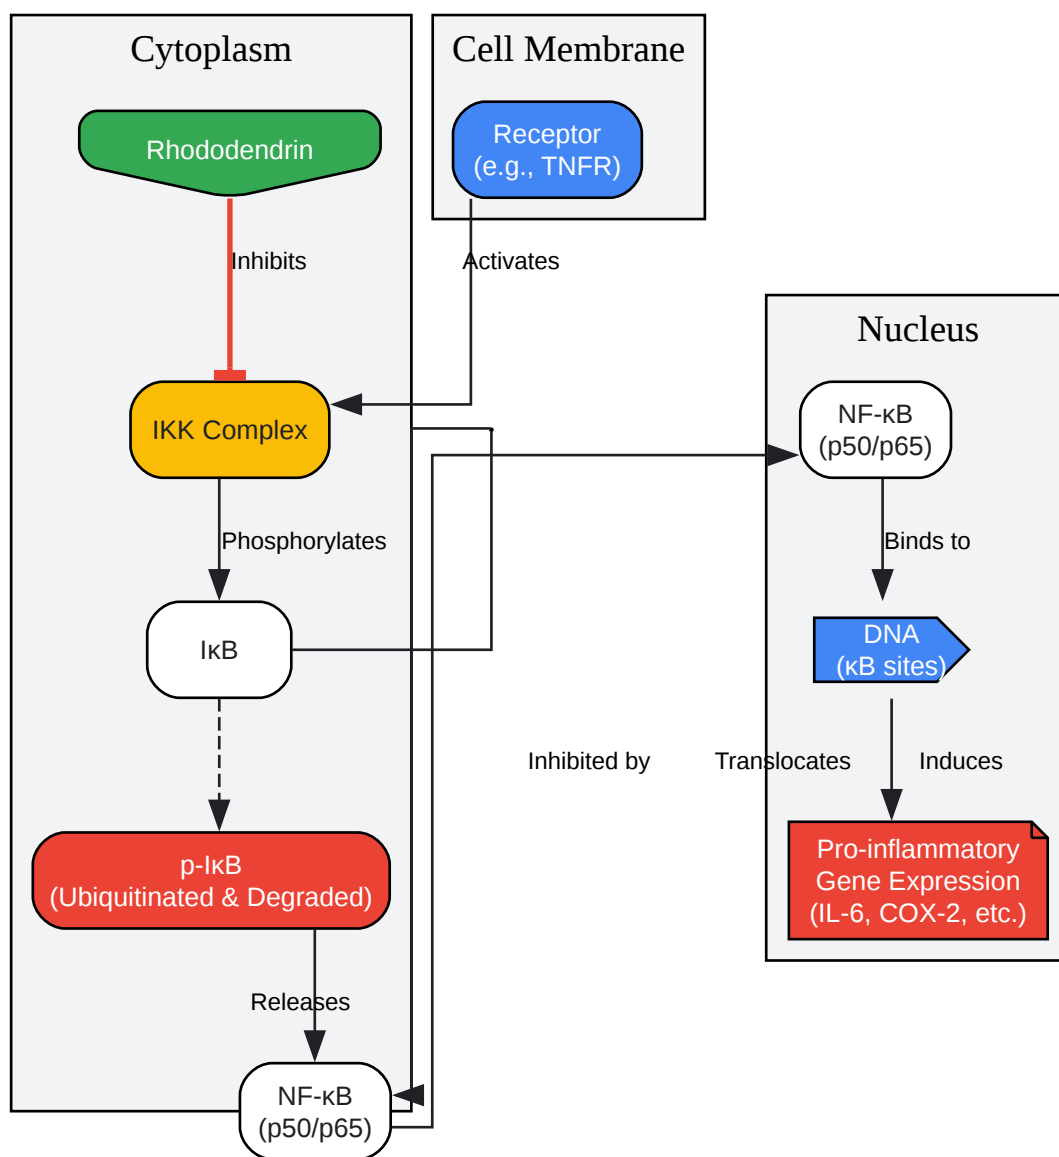 Cytoplasm
Cell Membrane
Rhododendrin
Receptor
(e.g., TNFR)
Inhibits
Activates
Nucleus
IKK Complex
NF-κB
(p50/p65)
Phosphorylates
Binds to
IκB
DNA
(κB sites)
Inhibited by
Translocates
Induces
p-IκB
(Ubiquitinated & Degraded)
Pro-inflammatory
Gene Expression
(IL-6, COX-2, etc.)
Releases
NF-κB
(p50/p65)